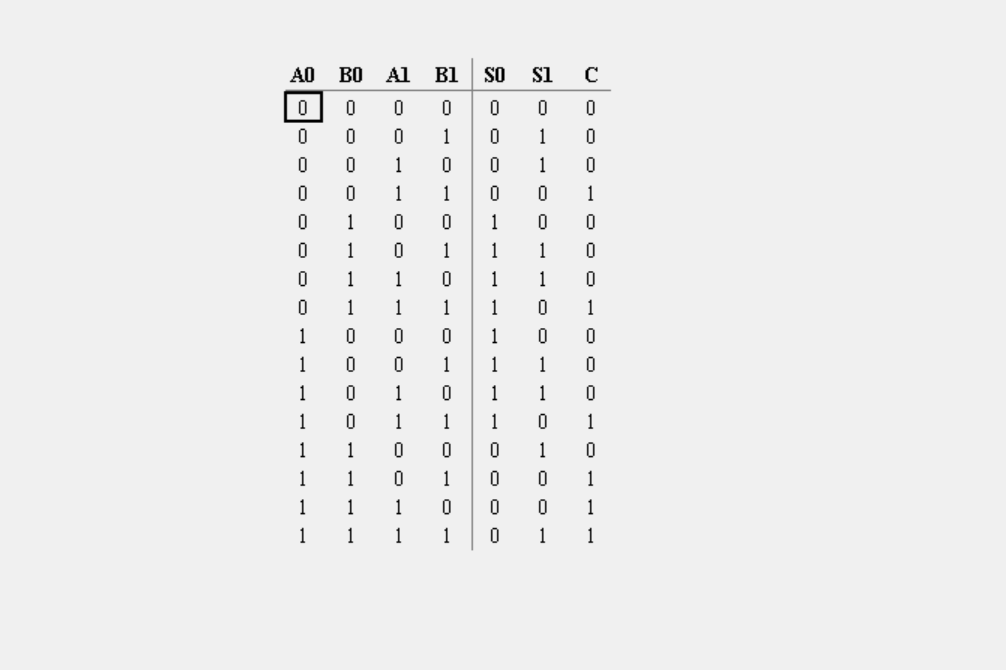 A0 B0 A1 B1 S0 S1 C
0 0 0 0 0 0 0
0 0 0 1 0 1 0
0 0 1 0 0 1 0
0 0 1 1 0 0 1
0 1 0 0 1 0 0
0 1 0 1 1 1 0
0 1 1 0 1 1 0
0 1 1 1 1 0 1
1 0 0 0 1 0 0
1 0 0 1 1 1 0
1 0 1 0 1 1 0
1 0 1 1 1 0 1
1 1 0 0 0 1 0
1 1 0 1 0 0 1
1 1 1 0 0 0 1
1 1 1 1 0 1 1